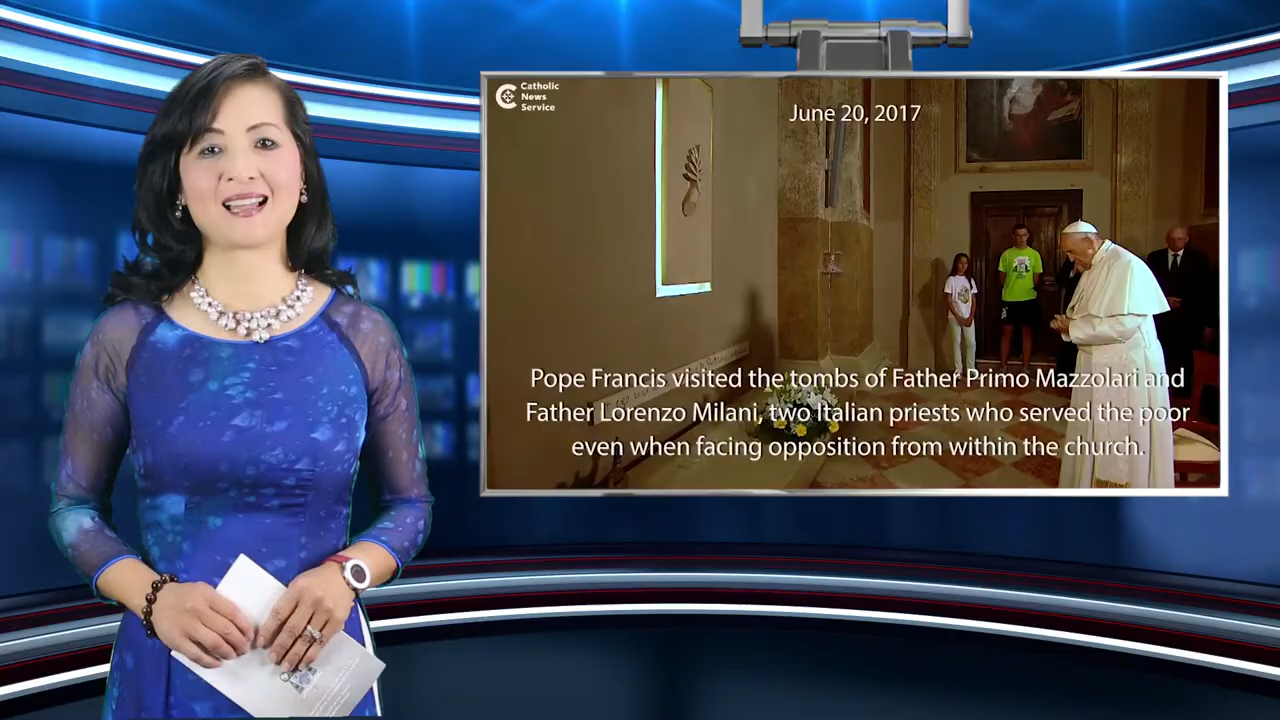 Catholic
News
Service
June 20, 2017
Pope Francis visited the tombs of Father Primo Mazzolari and
Father Lorenzo Milani, two Italian priests who served the poor
even when facing opposition from within the church.